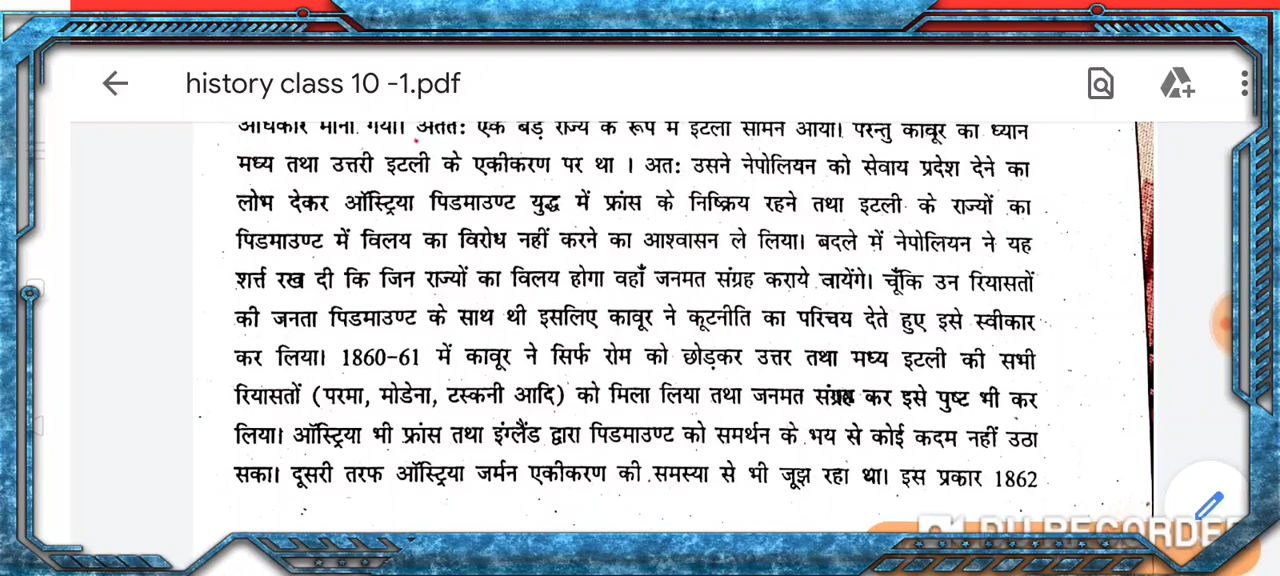 history class 10 -1.pdf
अधिकार माना गया। अंततः एक बड़े राज्य के रूप में इटली सामने आया। परन्तु कावूर का ध्यान
मध्य तथा उत्तरी इटली के एकीकरण पर था । अतः उसने नेपोलियन को सेवाय प्रदेश देने का
लोभ देकर ऑस्ट्रिया पिडमाउण्ट युद्ध में फ्रांस के निष्क्रिय रहने तथा इटली के राज्यों का
पिडमाउण्ट में विलय का विरोध नहीं करने का आश्वासन ले लिया। बदले में नेपोलियन ने यह
शर्त्त रख दी कि जिन राज्यों का विलय होगा वहाँ जनमत संग्रह कराये जायेंगे। चूँकि उन रियासतों
की जनता पिडमाउण्ट के साथ थी इसलिए कावूर ने कूटनीति का परिचय देते हुए इसे स्वीकार
कर लिया। 1860-61 में कावूर ने सिर्फ रोम को छोड़कर उत्तर तथा मध्य इटली की सभी
रियासतों (परमा, मोडेना, टस्कनी आदि) को मिला लिया तथा जनमत संग्रह कर इसे पुष्ट भी कर
लिया। ऑस्ट्रिया भी फ्रांस तथा इंग्लैंड द्वारा पिडमाउण्ट को समर्थन के भय से कोई कदम नहीं उठा
सका। दूसरी तरफ ऑस्ट्रिया जर्मन एकीकरण की समस्या से भी जूझ रहा था। इस प्रकार 1862
DU RECORDER